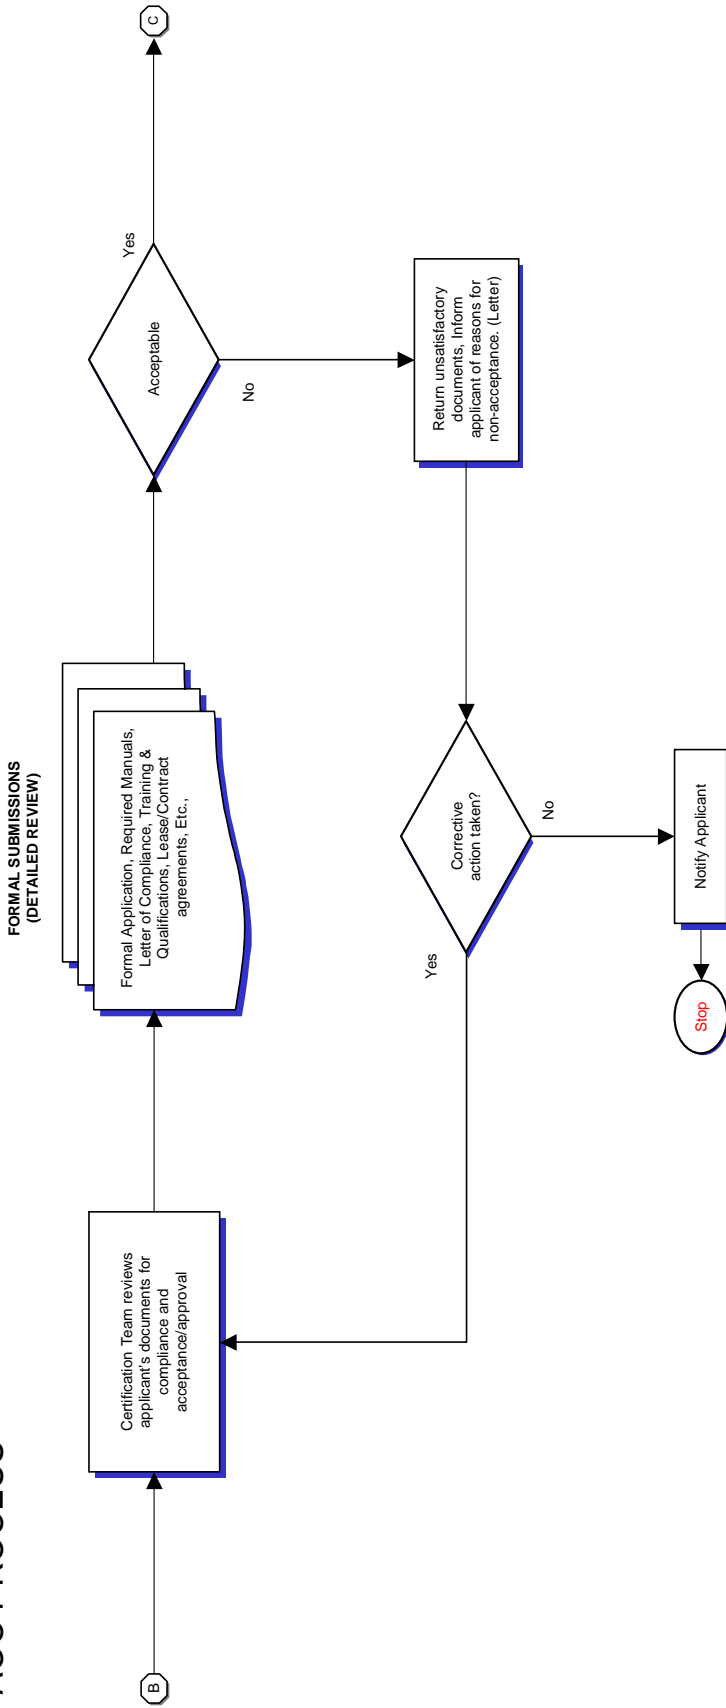 FORMAL SUBMISSIONS
(DETAILED REVIEW)
B
Certification Team reviews
applicant's documents for
compliance and
acceptance/approval
Formal Application, Required Manuals,
Letter of Compliance, Training &
Qualifications, Lease/Contract
agreements, Etc.,
Acceptable
Yes
C
No
Return unsatisfactory
documents, Inform
applicant of reasons for
non-acceptance. (Letter)
Corrective
action taken?
Yes
No
Notify Applicant
Stop